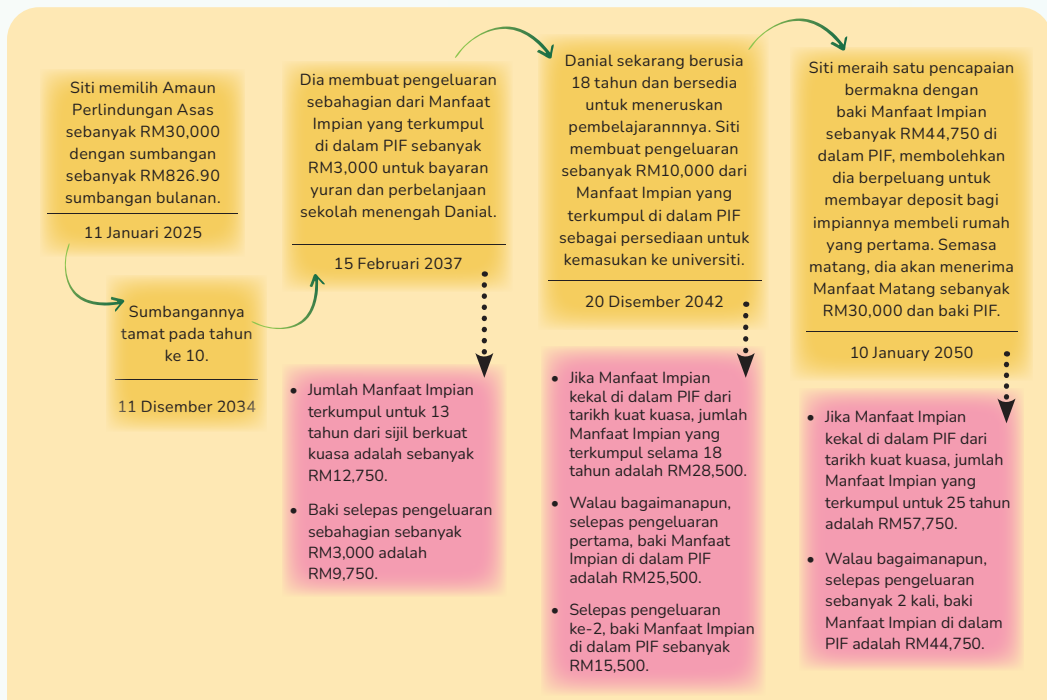 Siti memilih Amaun
Perlindungan Asas
sebanyak RM30,000
dengan sumbangan
sebanyak RM826.90
sumbangan bulanan.
11 Januari 2025
Sumbangannya
tamat pada tahun
ke 10.
11 Disember 2034
Dia membuat pengeluaran
sebahagian dari Manfaat
Impian yang terkumpul
di dalam PIF sebanyak
RM3,000 untuk bayaran
yuran dan perbelanjaan
sekolah menengah Danial.
15 Februari 2037
• Jumlah Manfaat Impian
terkumpul untuk 13
tahun dari sijil berkuat
kuasa adalah sebanyak
RM12,750.
• Baki selepas pengeluaran
sebahagian sebanyak
RM3,000 adalah
RM9,750.
Danial sekarang berusia
18 tahun dan bersedia
untuk meneruskan
pembelajarannnya. Siti
membuat pengeluaran
sebanyak RM10,000 dari
Manfaat Impian yang
terkumpul di dalam PIF
sebagai persediaan untuk
kemasukan ke universiti.
20 Disember 2042
• Jika Manfaat Impian
kekal di dalam PIF dari
tarikh kuat kuasa, jumlah
Manfaat Impian yang
terkumpul selama 18
tahun adalah RM28,500.
• Walau bagaimanapun,
selepas pengeluaran
pertama, baki Manfaat
Impian di dalam PIF
adalah RM25,500.
• Selepas pengeluaran
ke-2, baki Manfaat Impian
di dalam PIF sebanyak
RM15,500.
Siti meraih satu pencapaian
bermakna dengan
baki Manfaat Impian
sebanyak RM44,750 di
dalam PIF, membolehkan
dia berpeluang untuk
membayar deposit bagi
impiannya membeli rumah
yang pertama. Semasa
matang, dia akan menerima
Manfaat Matang sebanyak
RM30,000 dan baki PIF.
10 January 2050
• Jika Manfaat Impian
kekal di dalam PIF dari
tarikh kuat kuasa, jumlah
Manfaat Impian yang
terkumpul untuk 25 tahun
adalah RM57,750.
• Walau bagaimanapun,
selepas pengeluaran
sebanyak 2 kali, baki
Manfaat Impian di dalam
PIF adalah RM44,750.